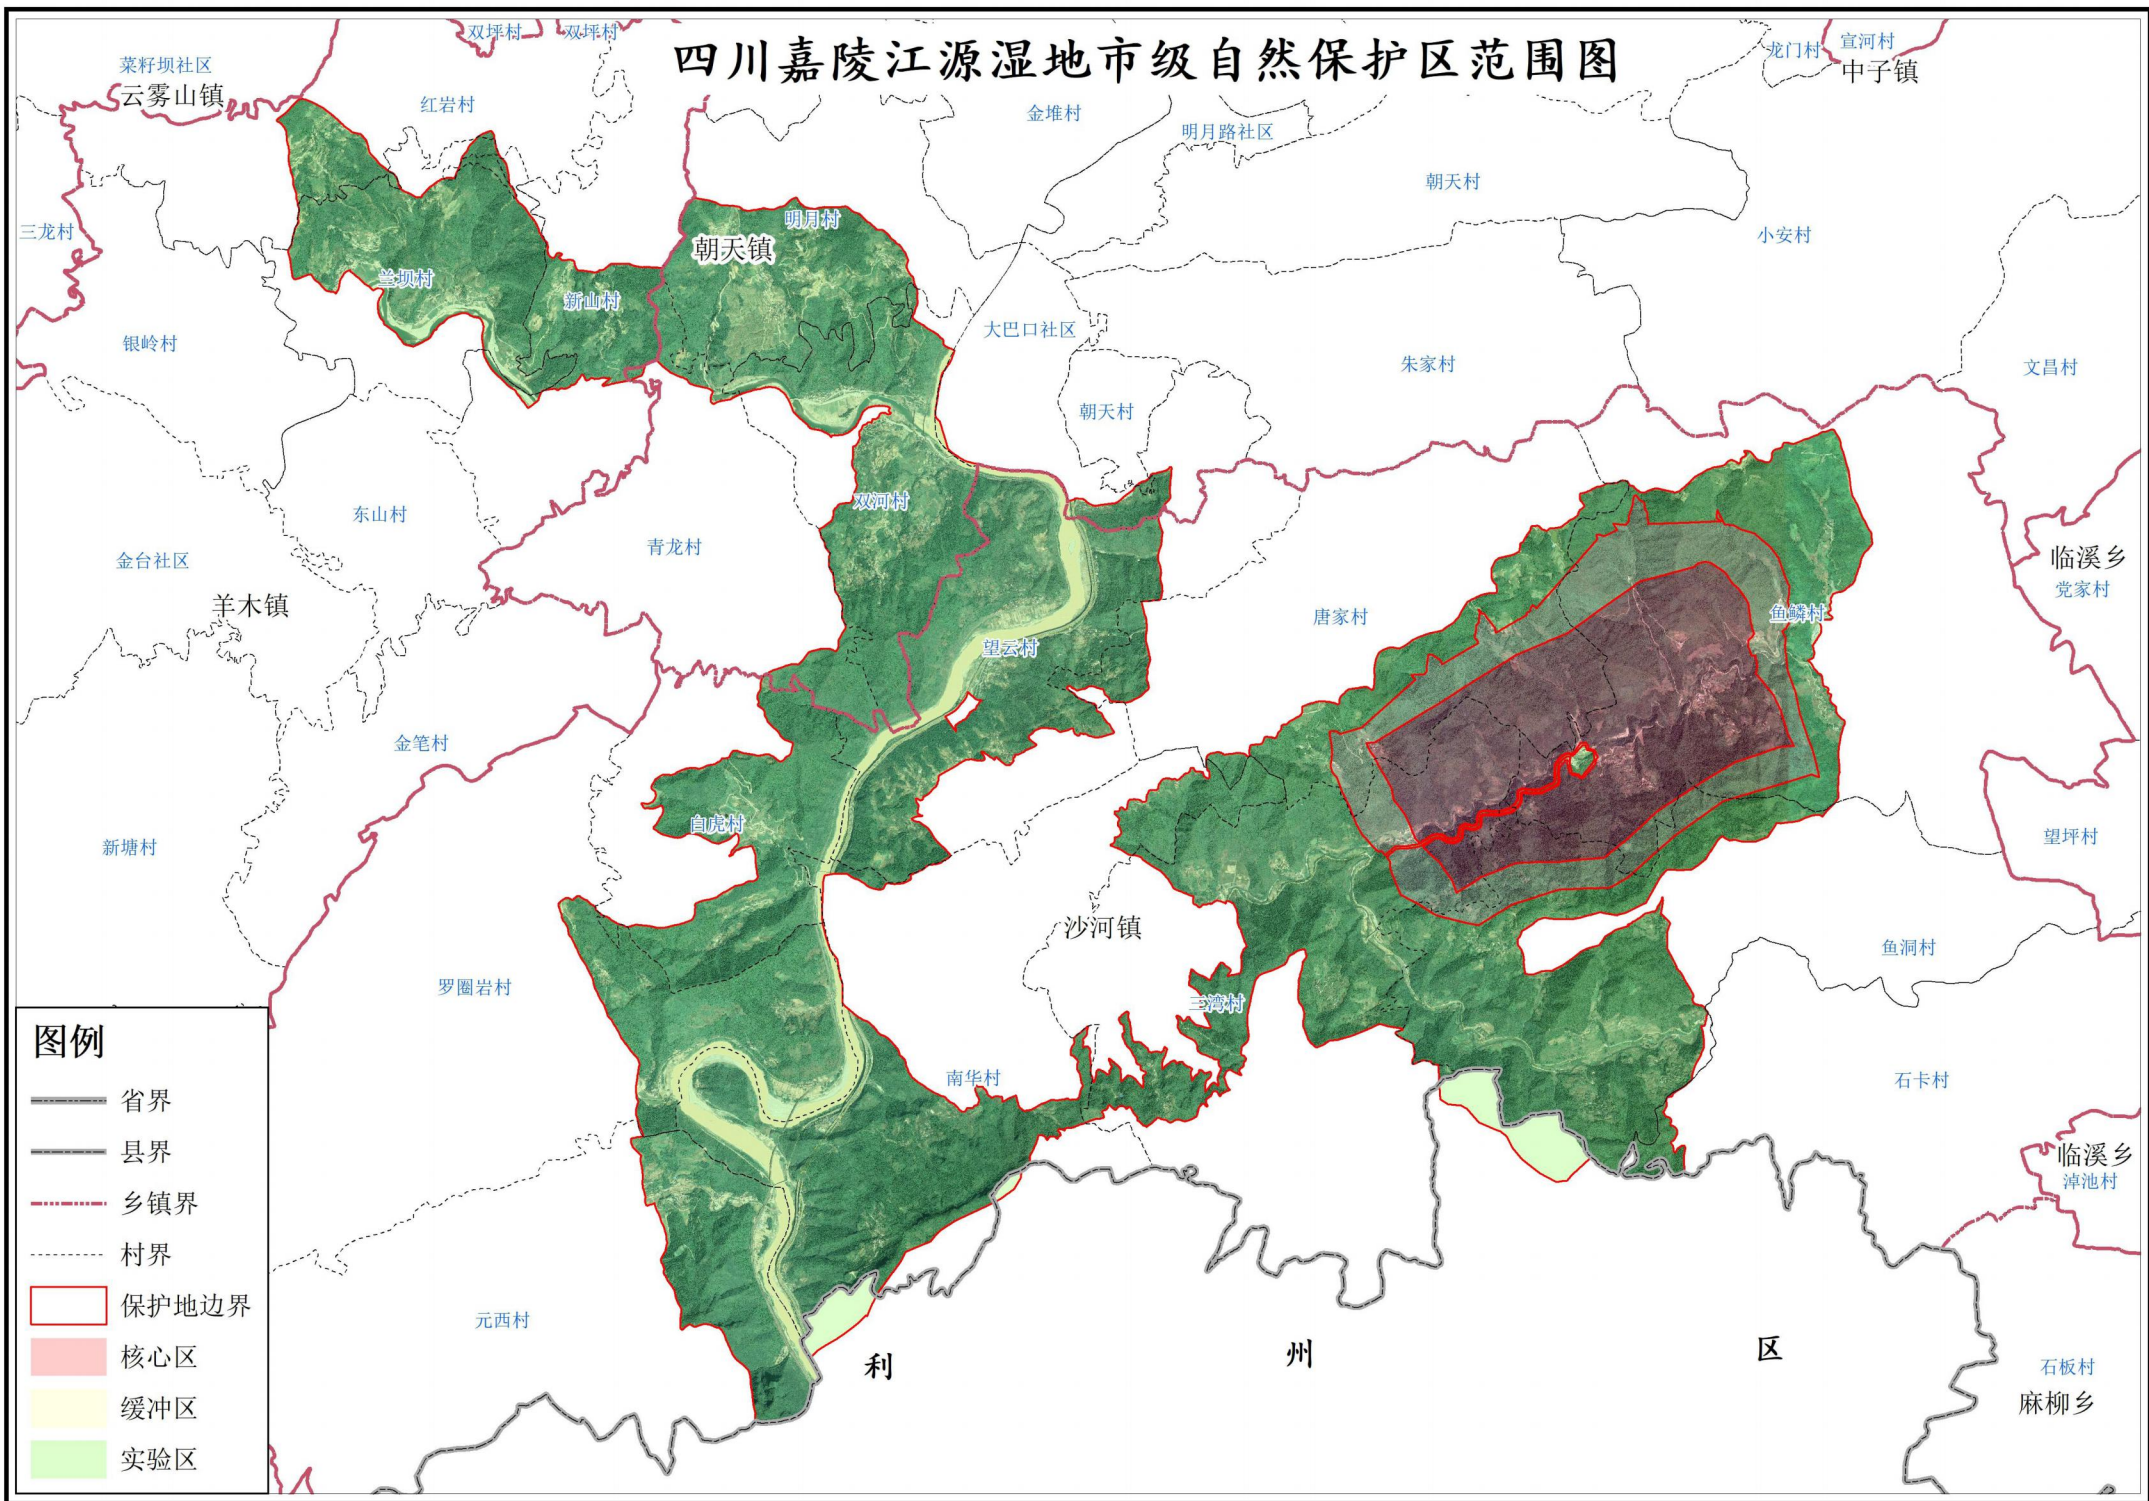 四川嘉陵江源湿地市级自然保护区范围图
双坪村
双坪村
菜籽坝社区
云雾山镇
红岩村
金堆村
明月路社区
龙门村
宣河村
中子镇
朝天村
三龙村
明月村
朝天镇
小安村
兰坝村
新山村
银岭村
大巴口社区
朱家村
文昌村
朝天村
东山村
双河村
青龙村
金台社区
羊木镇
临溪乡
党家村
唐家村
鱼鳞村
望云村
金笔村
白虎村
新塘村
望坪村
沙河镇
鱼洞村
罗圈岩村
三湾村
南华村
石卡村
临溪乡
淖池村
元西村
利
州
区
石板村
麻柳乡
图例
省界
县界
乡镇界
村界
保护地边界
核心区
缓冲区
实验区